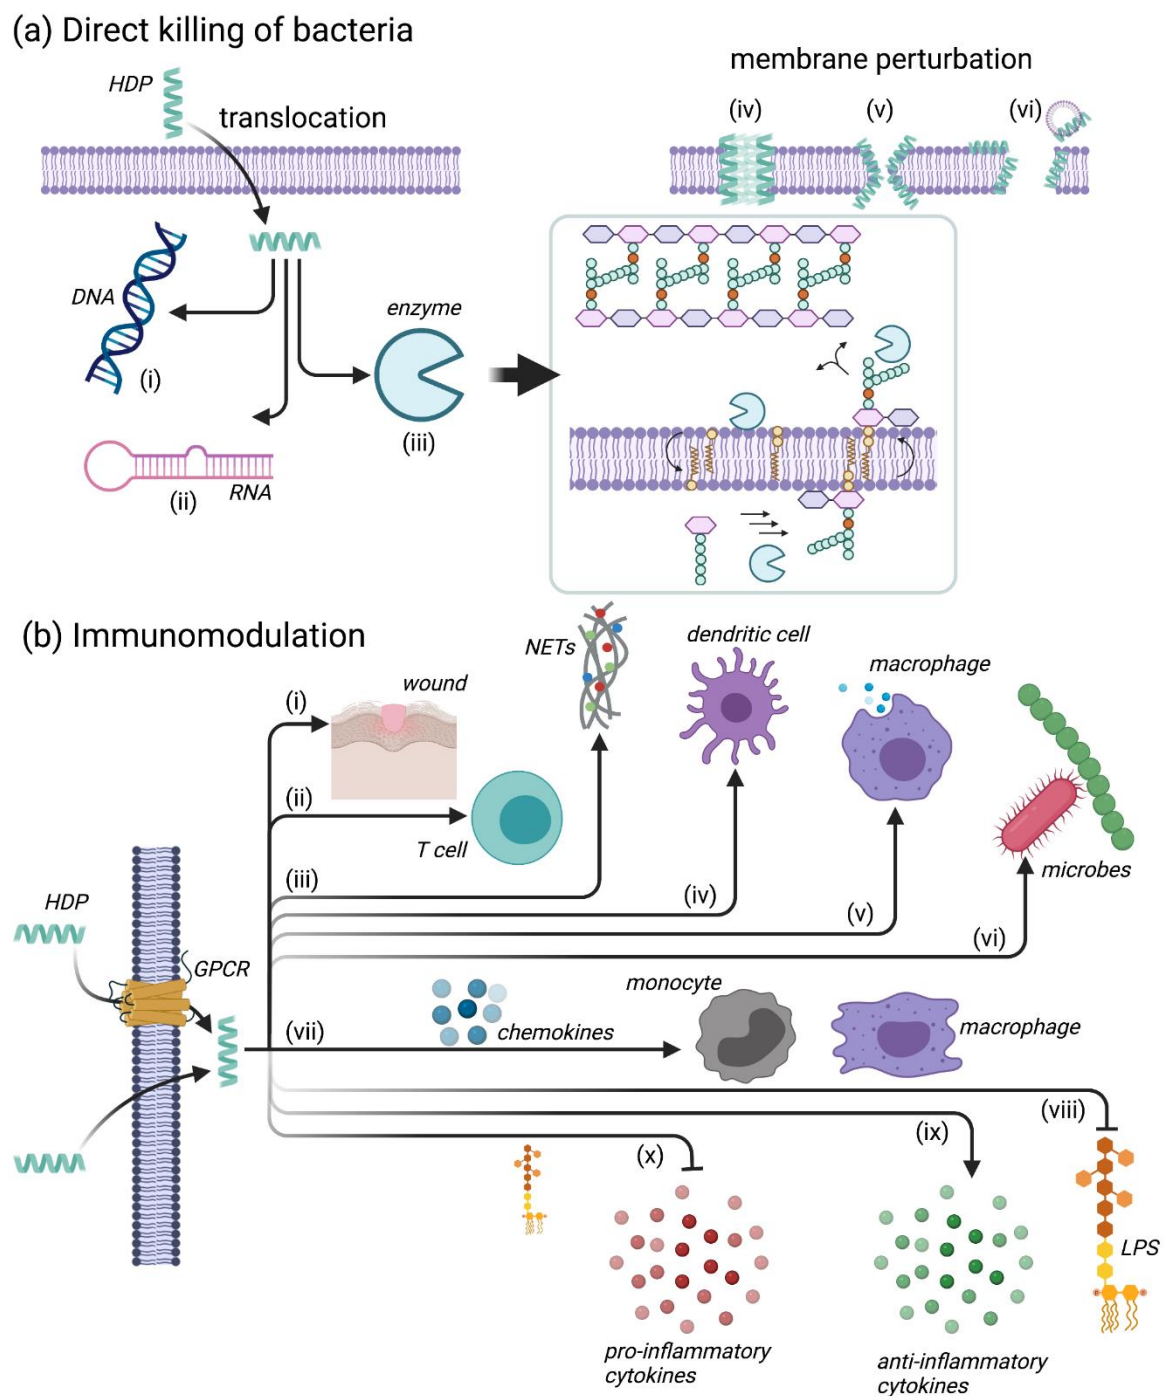 (a) Direct killing of bacteria
membrane perturbation
HDP
translocation
(iv)
(v)
(vi)
DNA
(i)
enzyme
(iii)
(ii)
RNA
(b) Immunomodulation
NETs
dendritic cell
macrophage
(i)
wound
(ii)
T cell
microbes
(iii)
(iv)
(v)
(vi)
HDP
GPCR
monocyte
(vii)
chemokines
macrophage
(viii)
(ix)
(x)
LPS
pro-inflammatory
cytokines
anti-inflammatory
cytokines